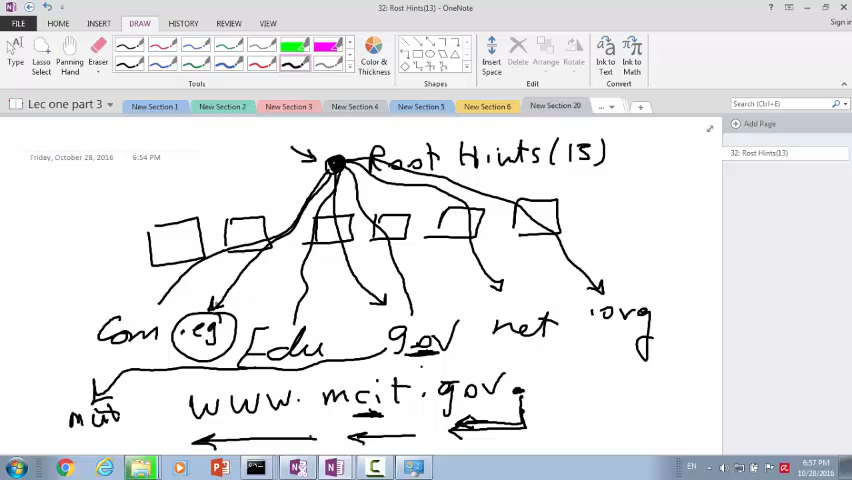 32: Rost Hints(13) - OneNote
FILE HOME INSERT DRAW HISTORY REVIEW VIEW
Sign in
Type Lasso Select Panning Hand Eraser
Color & Thickness
Insert Space Delete Arrange Rotate
Ink to Text Ink to Math
Tools Shapes Edit Convert
Lec one part 3 New Section 1 New Section 2 New Section 3 New Section 4 New Section 5 New Section 6 New Section 20 ... Search (Ctrl+E)
Add Page
32: Rost Hints(13)
Friday, October 28, 2016 6:54 PM
Root Hints(13)
Com .eg Edu gov net .org
www.mcit.gov.
mcit
EN 6:57 PM
10/28/2016